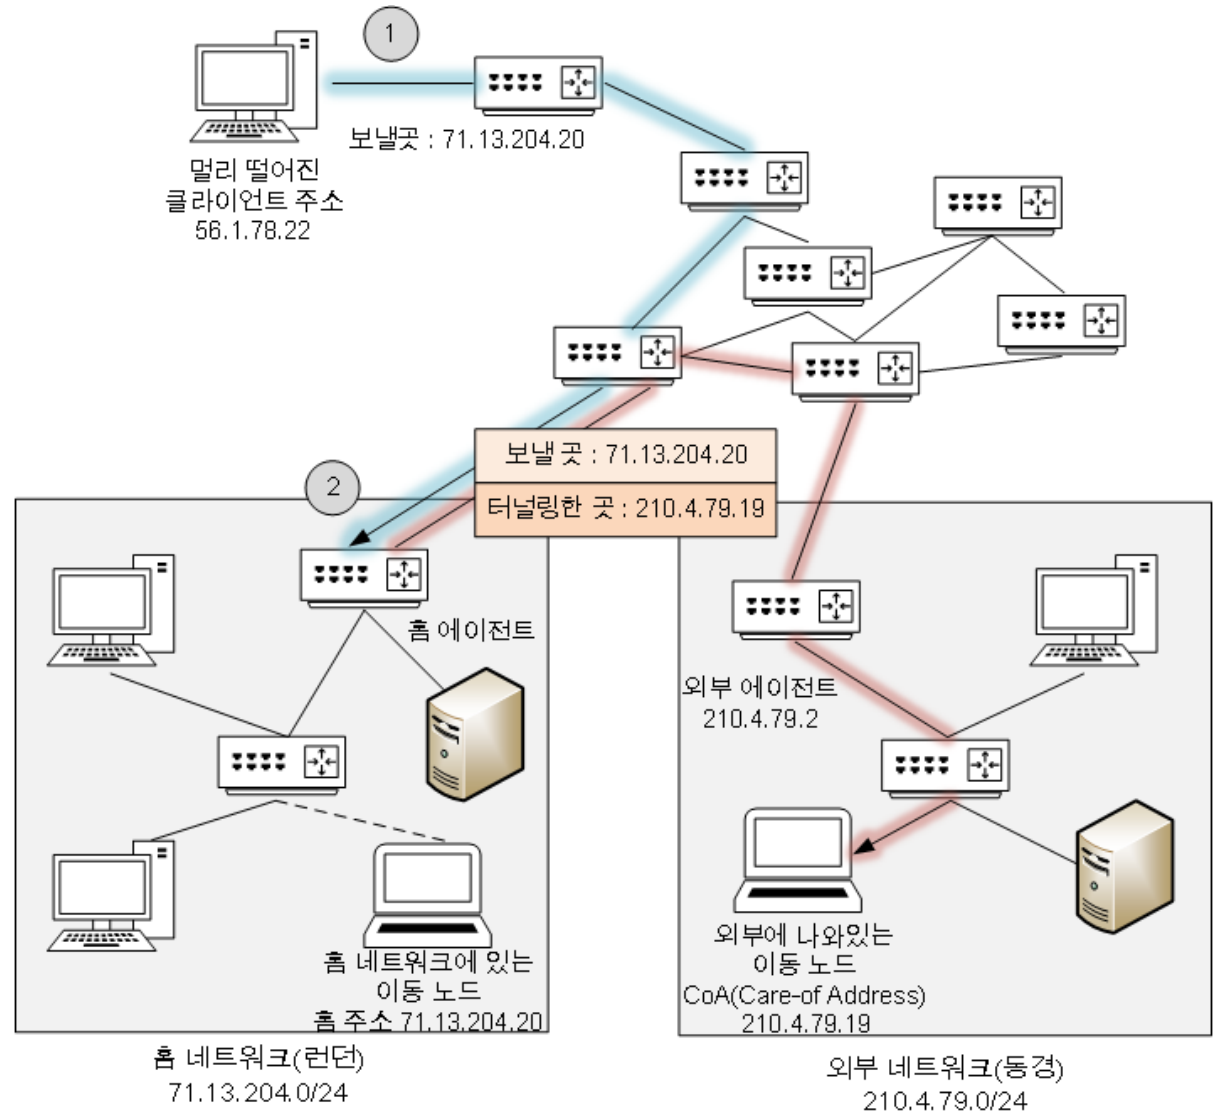 1
보낼곳 : 71.13.204.20
멀리 떨어진
클라이언트 주소
56.1.78.22
보낼 곳 : 71.13.204.20
터널링한 곳 : 210.4.79.19
2
홈 에이전트
외부 에이전트
210.4.79.2
홈 네트워크에 있는
이동 노드
홈 주소 71.13.204.20
외부에 나와있는
이동 노드
CoA(Care-of Address)
210.4.79.19
홈 네트워크(런던)
71.13.204.0/24
외부 네트워크(동경)
210.4.79.0/24